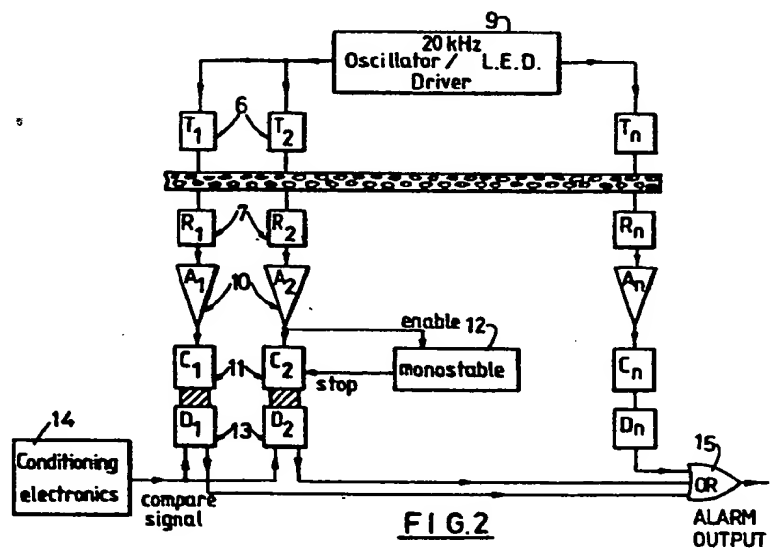 9
20 kHz
Oscillator / L.E.D.
Driver
6
T1 T2 Tn
R1 7 R2 Rn
A1 10 A2 An
enable 12
C1 11 C2 stop monostable Cn
D1 13 D2 Dn
14
Conditioning
electronics
compare
signal
15
OR
ALARM
OUTPUT
FIG.2